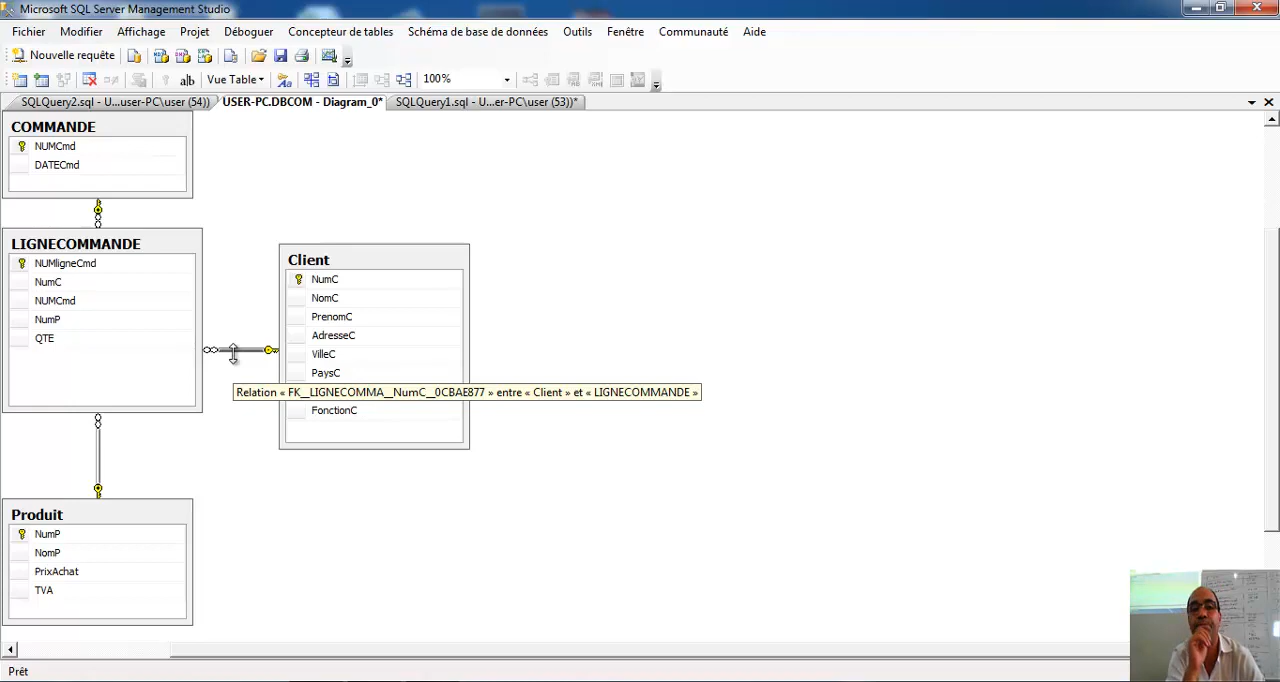 Microsoft SQL Server Management Studio
Fichier Modifier Affichage Projet Déboguer Concepteur de tables Schéma de base de données Outils Fenêtre Communauté Aide
Nouvelle requête
ab Vue Table 100%
SQLQuery2.sql - U...user-PC\user (54)) USER-PC.DBCOM - Diagram_0* SQLQuery1.sql - U...er-PC\user (53))*
COMMANDE
NUMCmd
DATECmd
LIGNECOMMANDE
NUMligneCmd
NumC
NUMCmd
NumP
QTE
Client
NumC
NomC
PrenomC
AdresseC
VilleC
PaysC
Relation « FK__LIGNECOMMA__NumC__0CBAE877 » entre « Client » et « LIGNECOMMANDE »
FonctionC
Produit
NumP
NomP
PrixAchat
TVA
Prêt